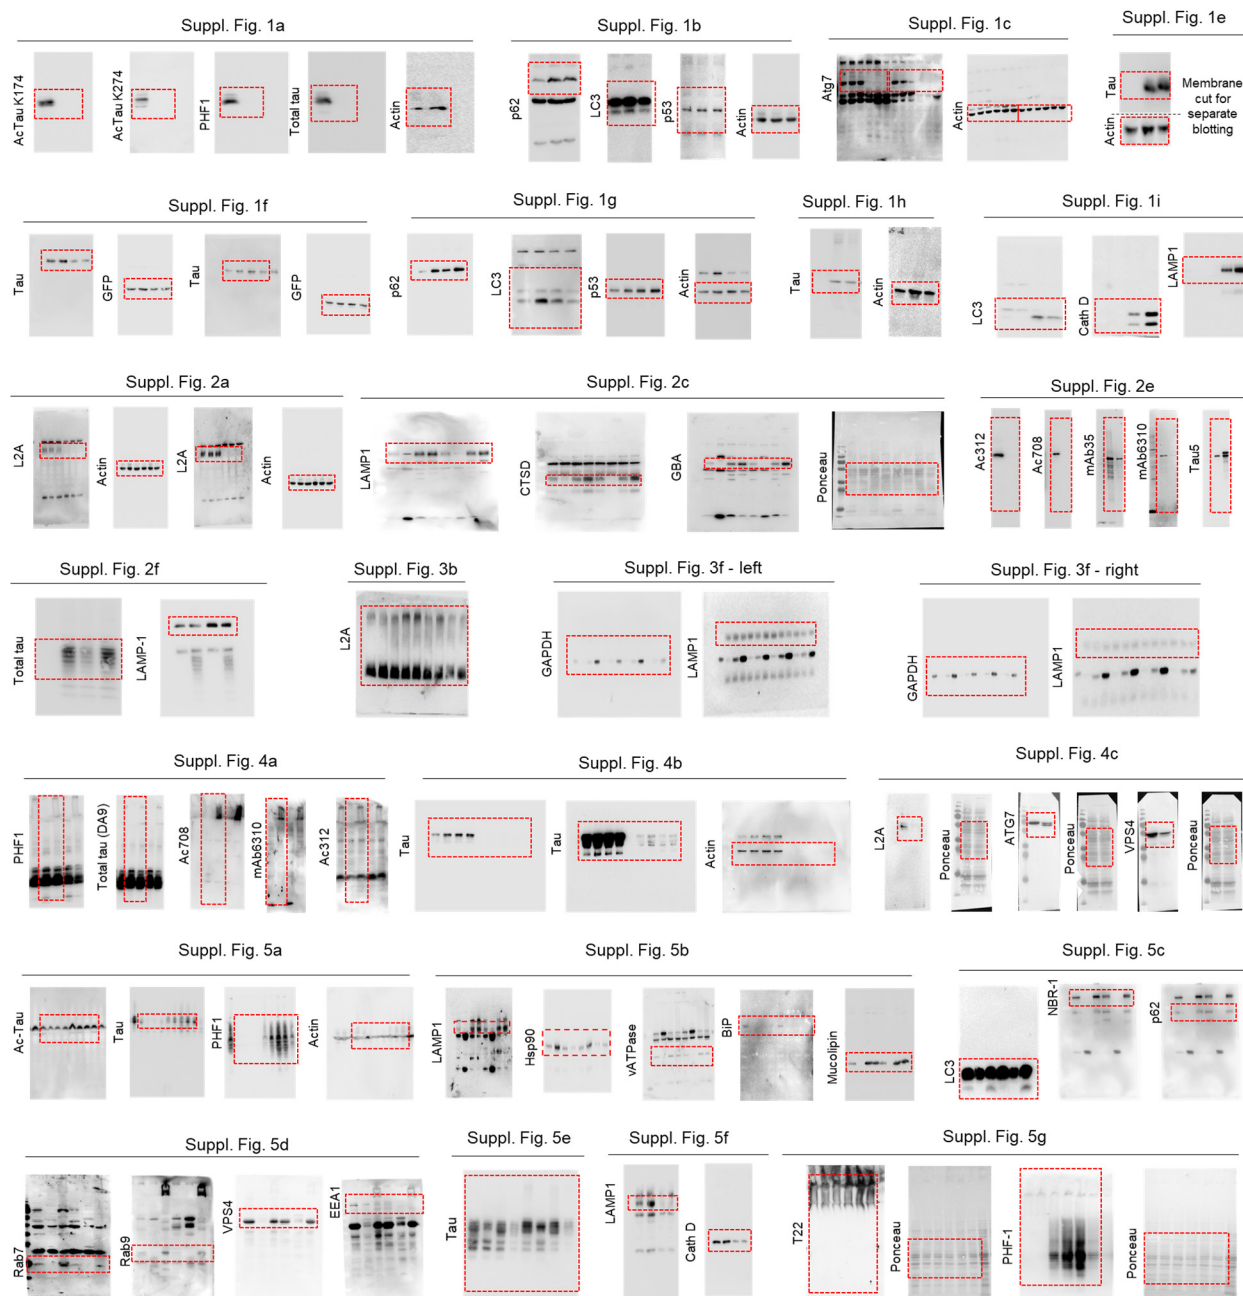 Suppl. Fig. 1a
AcTau K174
AcTau K274
PHF1
Total tau
Actin
Suppl. Fig. 1b
p62
LC3
p53
Actin
Suppl. Fig. 1c
Atg7
Actin
Suppl. Fig. 1e
Tau
Actin
Membrane
cut for
separate
blotting
Suppl. Fig. 1f
Tau
GFP
Tau
GFP
Suppl. Fig. 1g
p62
LC3
p53
Actin
Suppl. Fig. 1h
Tau
Actin
Suppl. Fig. 1i
LC3
Cath D
LAMP1
Suppl. Fig. 2a
L2A
Actin
L2A
Actin
Suppl. Fig. 2c
LAMP1
CTSD
GBA
Ponceau
Suppl. Fig. 2e
Ac312
Ac708
mAb35
mAb6310
Tau5
Suppl. Fig. 2f
Total tau
LAMP-1
Suppl. Fig. 3b
L2A
Suppl. Fig. 3f - left
GAPDH
LAMP1
Suppl. Fig. 3f - right
GAPDH
LAMP1
Suppl. Fig. 4a
PHF1
Total tau (DA9)
Ac708
mAb6310
Ac312
Suppl. Fig. 4b
Tau
Tau
Actin
Suppl. Fig. 4c
L2A
Ponceau
ATG7
Ponceau
VPS4
Ponceau
Suppl. Fig. 5a
Ac-Tau
Tau
PHF1
Actin
Suppl. Fig. 5b
LAMP1
Hsp90
vATPase
BiP
Mucolipin
Suppl. Fig. 5c
LC3
NBR-1
p62
Suppl. Fig. 5d
Rab7
Rab9
VPS4
EEA1
Suppl. Fig. 5e
Tau
Suppl. Fig. 5f
LAMP1
Cath D
Suppl. Fig. 5g
T22
Ponceau
PHF-1
Ponceau